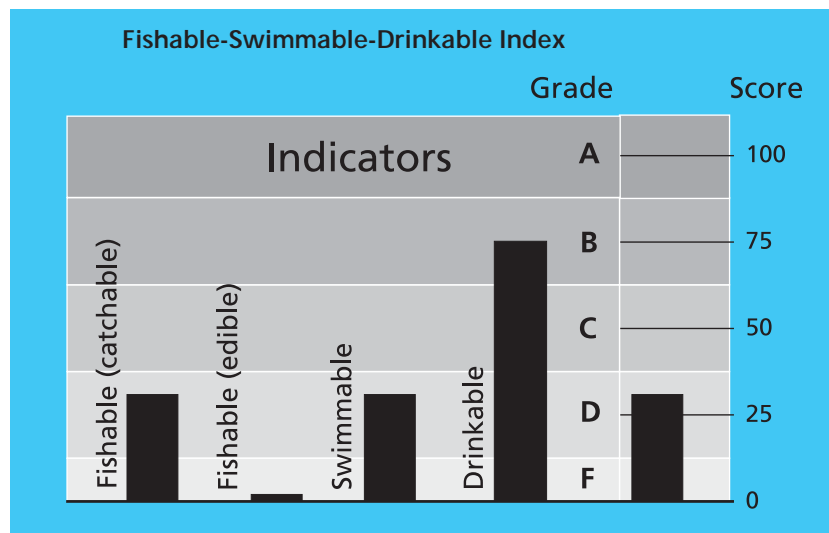 Fishable-Swimmable-Drinkable Index
Grade Score
Indicators
A 100
B 75
C 50
D 25
F 0
Fishable (catchable)
Fishable (edible)
Swimmable
Drinkable